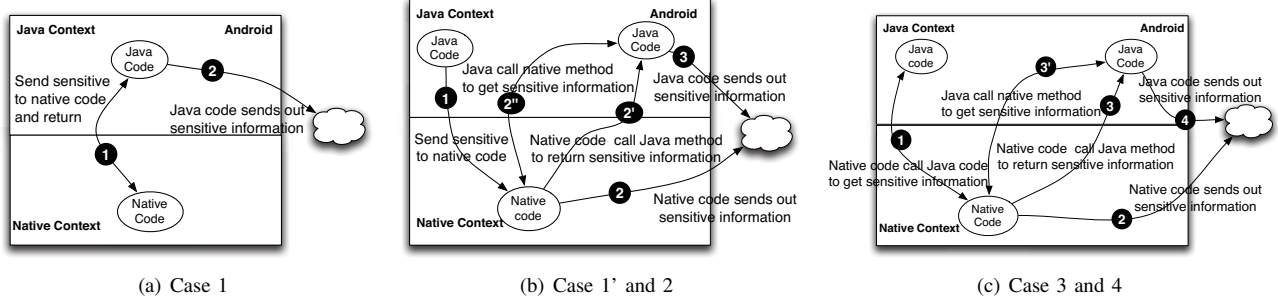 Java Context
Android
Java
Code
2
Send sensitive
to native code
and return
Java code sends out
sensitive information
1
Native
Code
Native Context
(a) Case 1
Java Context
Android
Java
Code
Java
Code
3
Java call native method
to get sensitive information
Java code sends out
sensitive information
1
2"
2'
Send sensitive
to native code
Native code call Java method
to return sensitive information
2
Native
code
Native code sends out
sensitive information
Native Context
(b) Case 1' and 2
Java Context
Android
Java
code
Java
Code
3'
Java call native method
to get sensitive information
Java code sends out
sensitive information
3
4
1
Native code call Java code
to get sensitive information
Native code call Java method
to return sensitive information
Native code sends out
sensitive information
Native
Code
2
Native Context
(c) Case 3 and 4